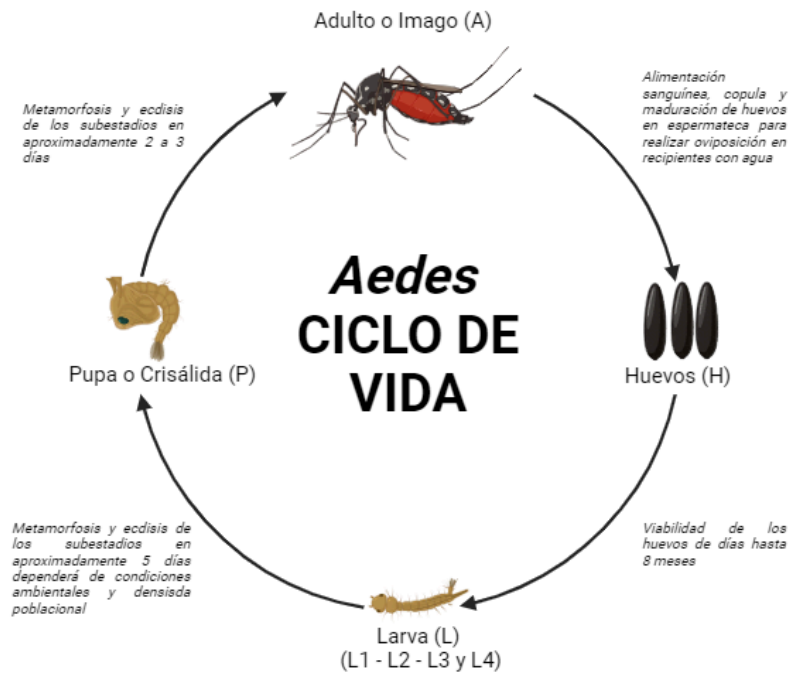 Adulto o Imago (A)
Alimentación
sanguínea, copula y
maduración de huevos
en espermateca para
realizar oviposición en
recipientes con agua
Metamorfosis y ecdisis
de los subestadios en
aproximadamente 2 a 3
días
Aedes
CICLO DE
VIDA
Pupa o Crisálida (P)
Huevos (H)
Metamorfosis y ecdisis de
los subestadios en
aproximadamente 5 días
dependerá de condiciones
ambientales y densisda
poblacional
Viabilidad de los
huevos de días hasta
8 meses
Larva (L)
(L1 - L2 - L3 y L4)